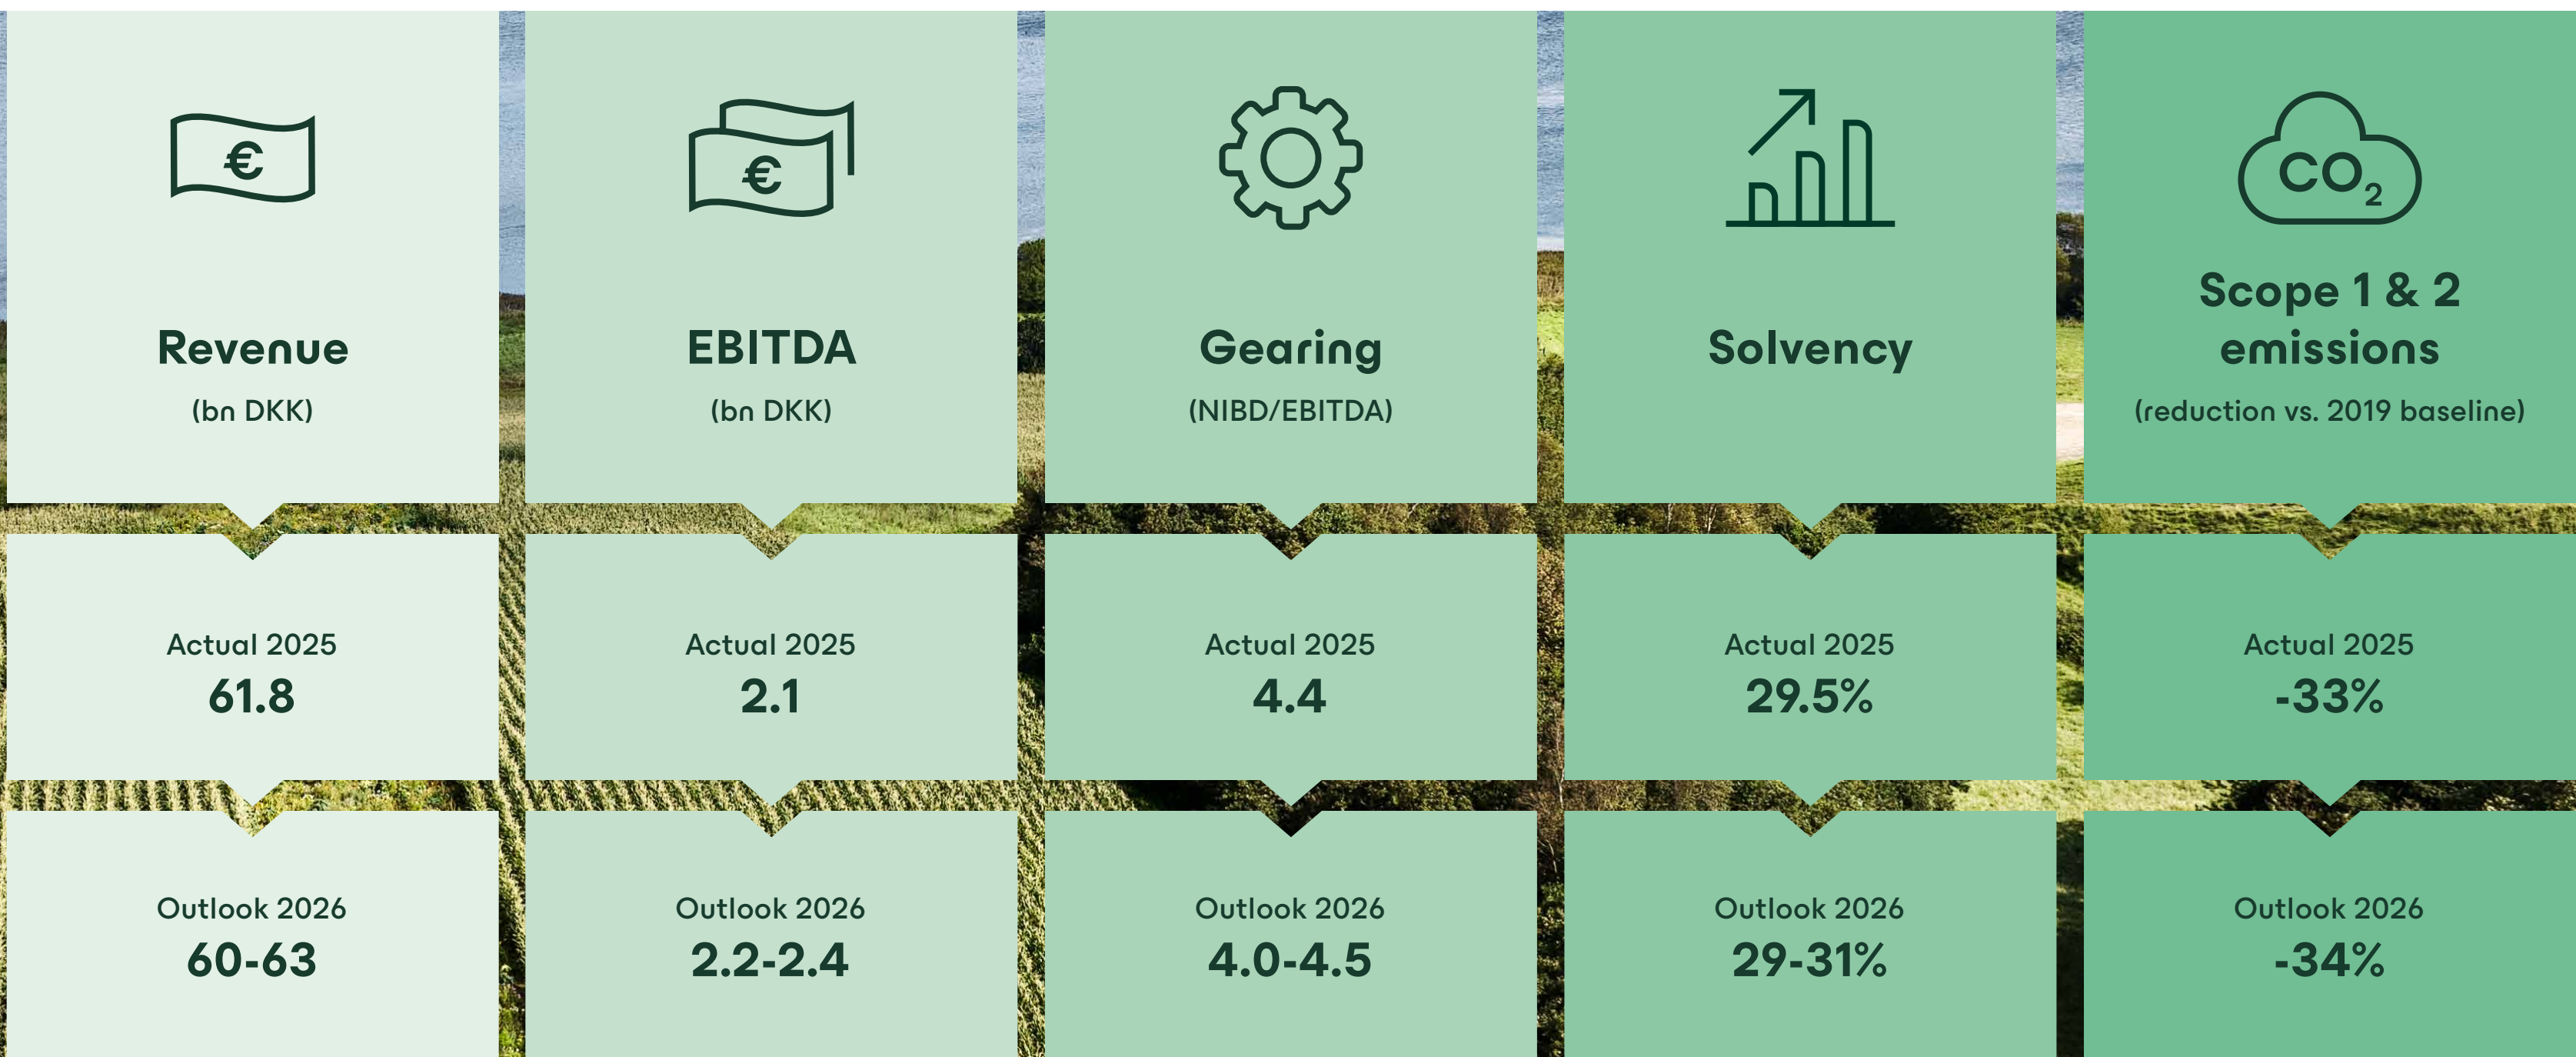 €
Revenue
(bn DKK)
Actual 2025
61.8
Outlook 2026
60-63
€
EBITDA
(bn DKK)
Actual 2025
2.1
Outlook 2026
2.2-2.4
Gearing
(NIBD/EBITDA)
Actual 2025
4.4
Outlook 2026
4.0-4.5
Solvency
Actual 2025
29.5%
Outlook 2026
29-31%
CO2
Scope 1 & 2
emissions
(reduction vs. 2019 baseline)
Actual 2025
-33%
Outlook 2026
-34%